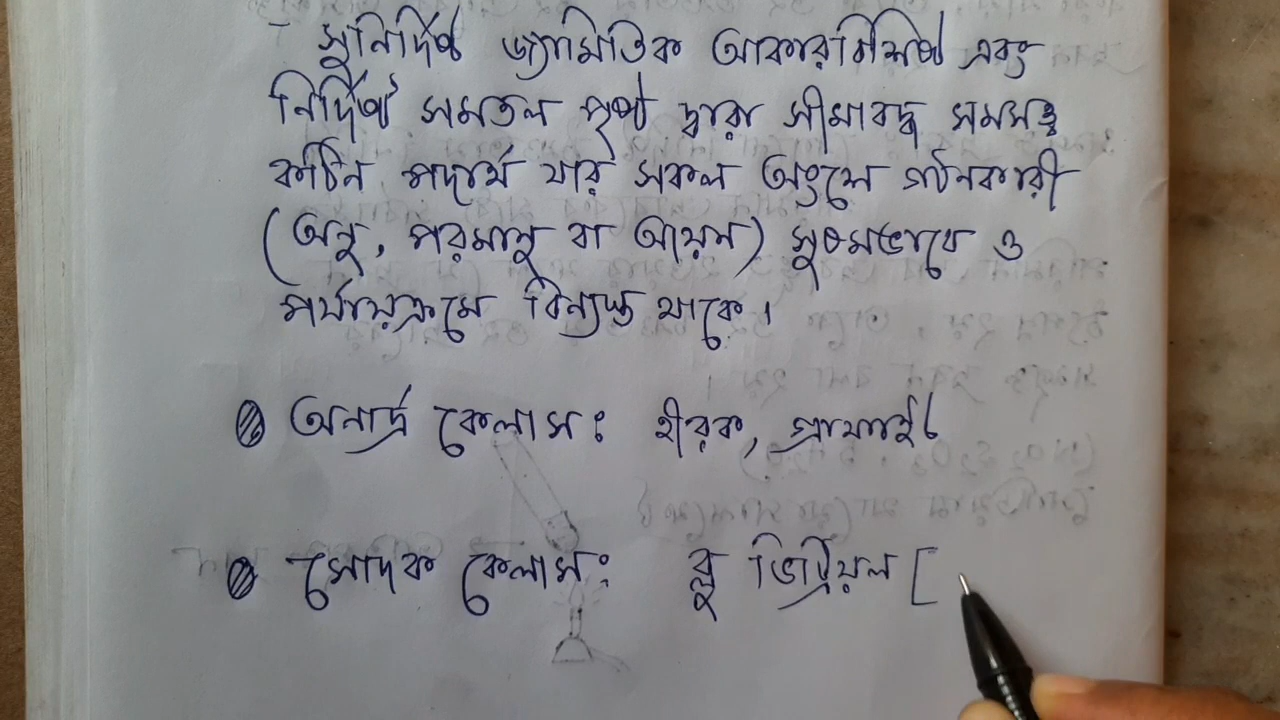 সুনির্দিষ্ট জ্যামিতিক আকারবিশিষ্ট এবং
নির্দিষ্ট সমতল পৃষ্ঠ দ্বারা সীমাবদ্ধ সমসত্ত্ব
কঠিন পদার্থ যার সকল অংশে গঠনকারী
(অনু, পরমানু বা আয়ন) সুষমভাবে ও
পর্যায়ক্রমে বিন্যস্ত থাকে।
অনার্দ্র কেলাস: হীরক, গ্রাফাইট
সোদক কেলাস: ব্লু ভিট্রিয়ল [